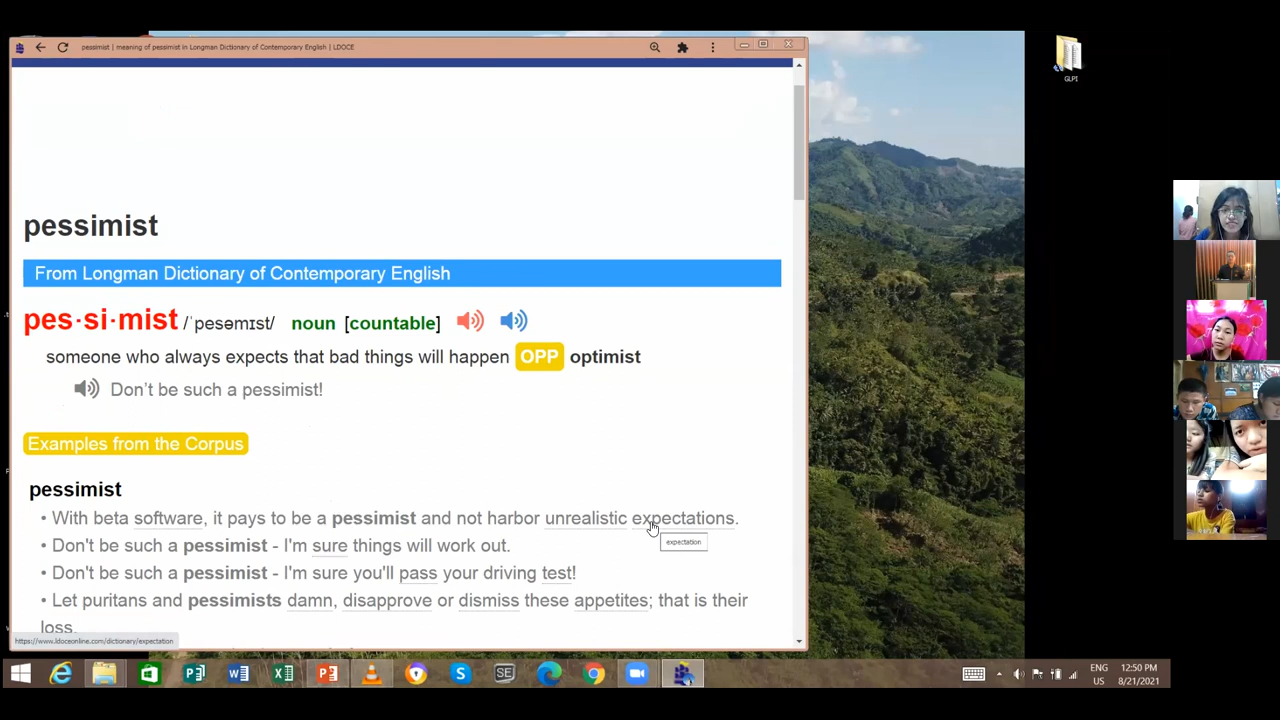 pessimist | meaning of pessimist in Longman Dictionary of Contemporary English | LDOCE
GLPI
pessimist
From Longman Dictionary of Contemporary English
pes·si·mist /ˈpesəmɪst/ noun [countable]
someone who always expects that bad things will happen OPP optimist
Don't be such a pessimist!
Examples from the Corpus
pessimist
• With beta software, it pays to be a pessimist and not harbor unrealistic expectations.
expectation
• Don't be such a pessimist - I'm sure things will work out.
• Don't be such a pessimist - I'm sure you'll pass your driving test!
• Let puritans and pessimists damn, disapprove or dismiss these appetites; that is their
loss.
https://www.ldoceonline.com/dictionary/expectation
SE
ENG
US
12:50 PM
8/21/2021